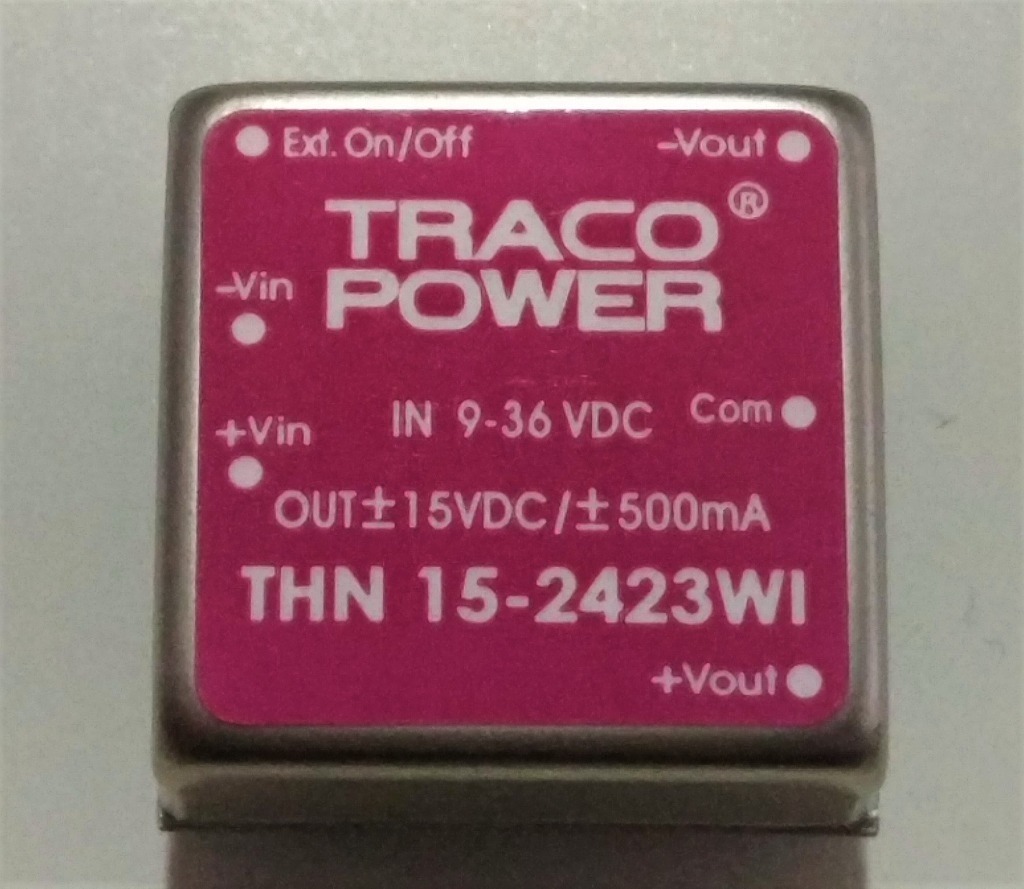 Ext. On/Off
-Vout
TRACO
POWER®
-Vin
IN 9-36 VDC
Com
+Vin
OUT±15VDC/±500mA
THN 15-2423WI
+Vout